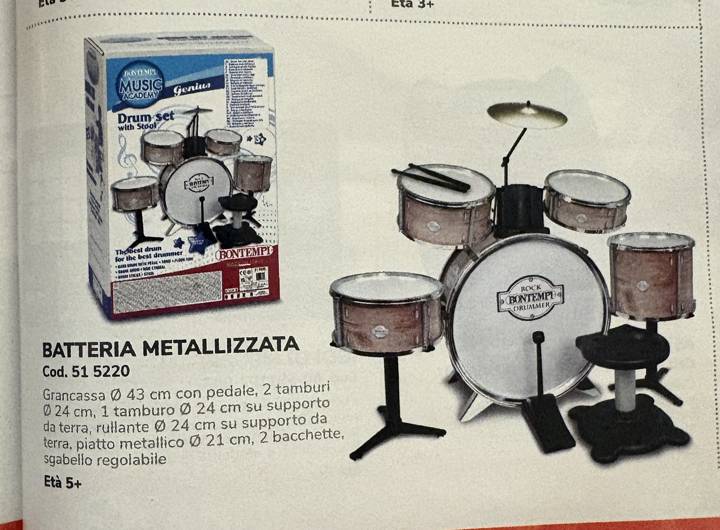 Età 3+
BONTEMPI
MUSIC
ACADEMY
Genius
Drum set
with Stool
The best drum
for the best drummer
BONTEMPI
ROCK
BONTEMPI
DRUMMER
BATTERIA METALLIZZATA
Cod. 51 5220
Grancassa Ø 43 cm con pedale, 2 tamburi
Ø 24 cm, 1 tamburo Ø 24 cm su supporto
da terra, rullante Ø 24 cm su supporto da
terra, piatto metallico Ø 21 cm, 2 bacchette,
sgabello regolabile
Età 5+